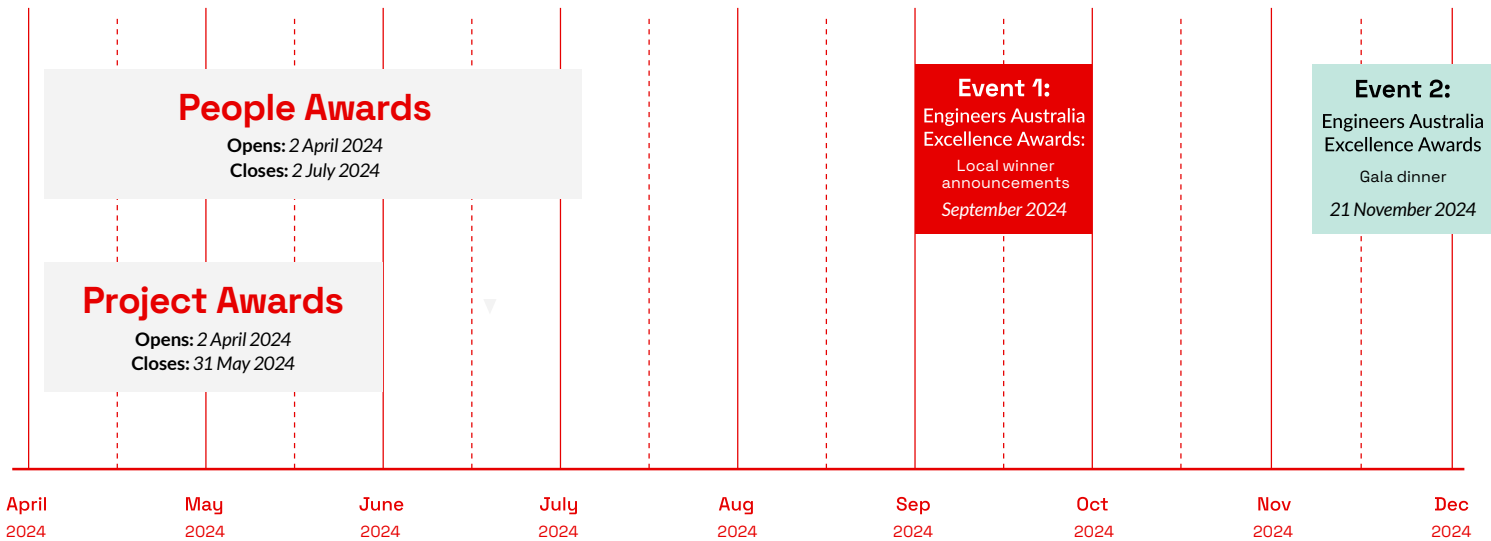 People Awards
Opens: 2 April 2024
Closes: 2 July 2024
Project Awards
Opens: 2 April 2024
Closes: 31 May 2024
Event 1:
Engineers Australia
Excellence Awards:
Local winner
announcements
September 2024
Event 2:
Engineers Australia
Excellence Awards
Gala dinner
21 November 2024
April
2024
May
2024
June
2024
July
2024
Aug
2024
Sep
2024
Oct
2024
Nov
2024
Dec
2024